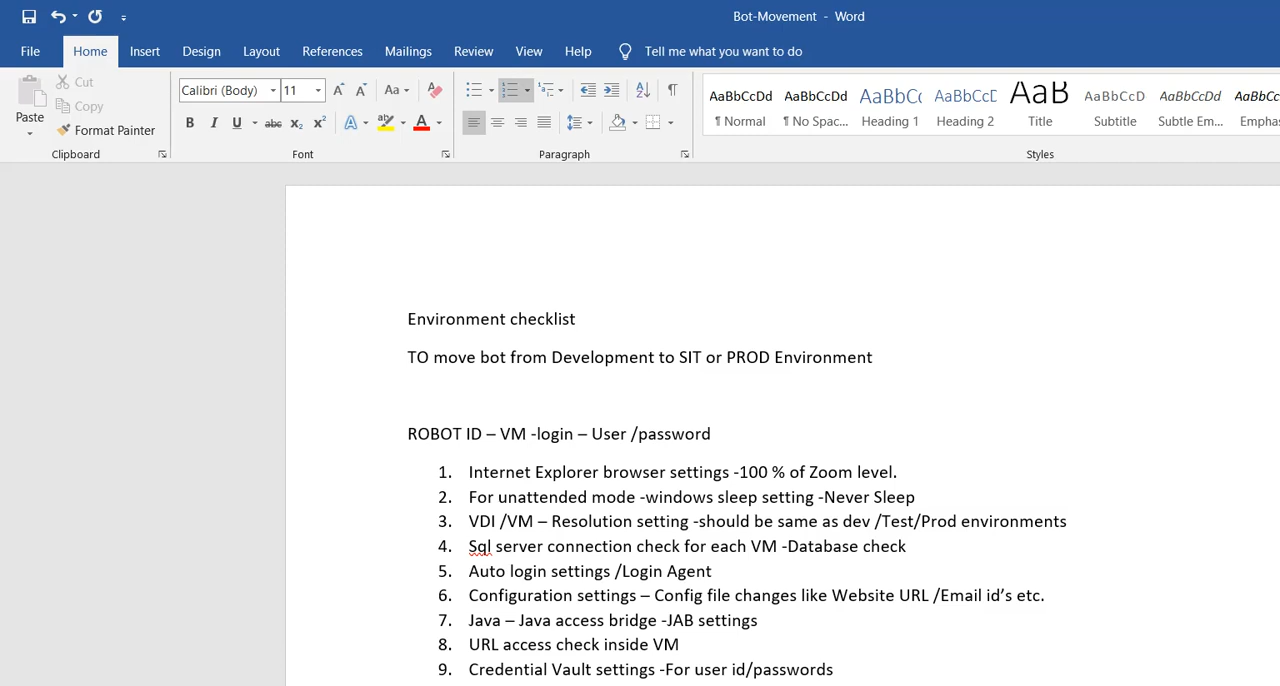 Bot-Movement - Word
File Home Insert Design Layout References Mailings Review View Help Tell me what you want to do
Paste
Cut
Copy
Format Painter
Clipboard
Calibri (Body) 11
Aa
B I U abc x₂ x² A A
Font
Paragraph
AaBbCcDd AaBbCcDd AaBbCc AaBbCcD AaB AaBbCcD AaBbCcDd AaBbCc
¶ Normal ¶ No Spac... Heading 1 Heading 2 Title Subtitle Subtle Em... Emphas
Styles
Environment checklist
TO move bot from Development to SIT or PROD Environment
ROBOT ID – VM -login – User /password
1. Internet Explorer browser settings -100 % of Zoom level.
2. For unattended mode -windows sleep setting -Never Sleep
3. VDI /VM – Resolution setting -should be same as dev /Test/Prod environments
4. Sql server connection check for each VM -Database check
5. Auto login settings /Login Agent
6. Configuration settings – Config file changes like Website URL /Email id’s etc.
7. Java – Java access bridge -JAB settings
8. URL access check inside VM
9. Credential Vault settings -For user id/passwords